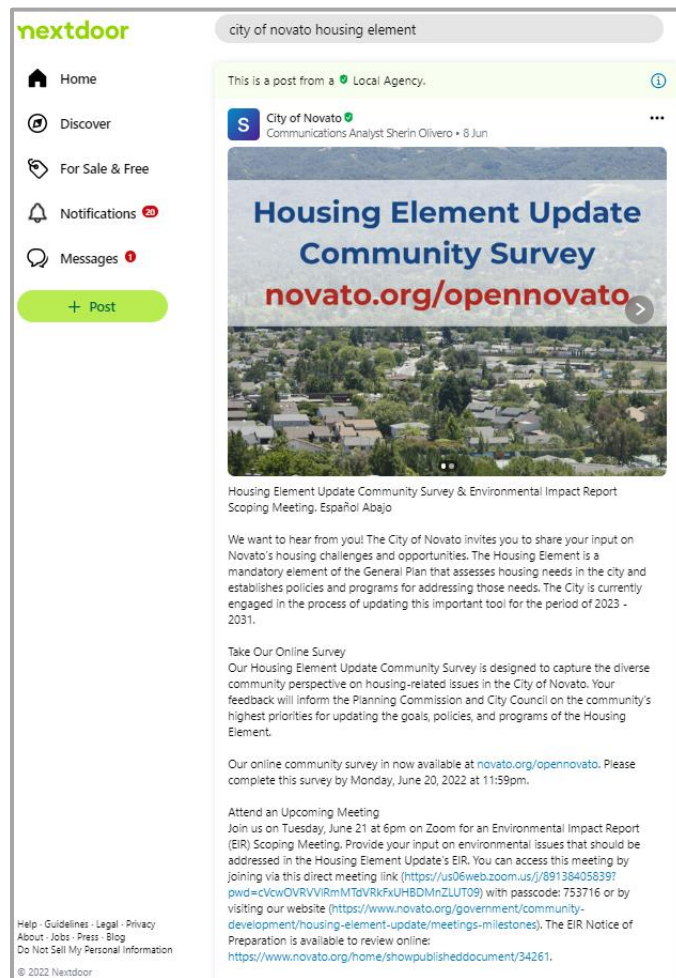 nextdoor
city of novato housing element
Home
Discover
For Sale & Free
Notifications 20
Messages 1
+ Post
This is a post from a Local Agency.
S
City of Novato
Communications Analyst Sherin Olivero • 8 Jun
Housing Element Update
Community Survey
novato.org/opennovato
Housing Element Update Community Survey & Environmental Impact Report
Scoping Meeting. Español Abajo
We want to hear from you! The City of Novato invites you to share your input on
Novato's housing challenges and opportunities. The Housing Element is a
mandatory element of the General Plan that assesses housing needs in the city and
establishes policies and programs for addressing those needs. The City is currently
engaged in the process of updating this important tool for the period of 2023 -
2031.
Take Our Online Survey
Our Housing Element Update Community Survey is designed to capture the diverse
community perspective on housing-related issues in the City of Novato. Your
feedback will inform the Planning Commission and City Council on the community's
highest priorities for updating the goals, policies, and programs of the Housing
Element.
Our online community survey in now available at novato.org/opennovato. Please
complete this survey by Monday, June 20, 2022 at 11:59pm.
Attend an Upcoming Meeting
Join us on Tuesday, June 21 at 6pm on Zoom for an Environmental Impact Report
(EIR) Scoping Meeting. Provide your input on environmental issues that should be
addressed in the Housing Element Update's EIR. You can access this meeting by
joining via this direct meeting link (https://us06web.zoom.us/j/89138405839?
pwd=cVcwOVRVVlRmMTdVRkFxUHBDMnZLUT09) with passcode: 753716 or by
visiting our website (https://www.novato.org/government/community-
development/housing-element-update/meetings-milestones). The EIR Notice of
Preparation is available to review online:
https://www.novato.org/home/showpublisheddocument/34261.
Help · Guidelines · Legal · Privacy
About · Jobs · Press · Blog
Do Not Sell My Personal Information
© 2022 Nextdoor